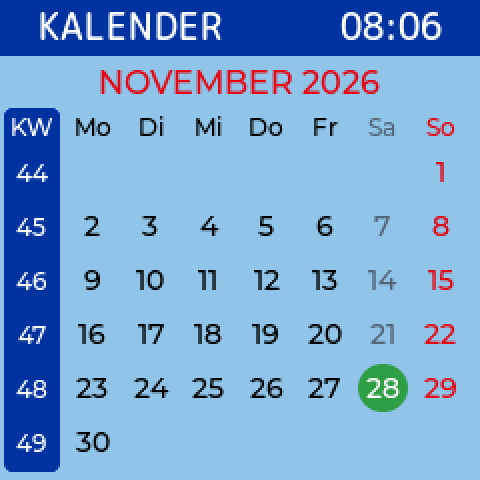 KALENDER 08:06
NOVEMBER 2026
KW Mo Di Mi Do Fr Sa So
44 1
45 2 3 4 5 6 7 8
46 9 10 11 12 13 14 15
47 16 17 18 19 20 21 22
48 23 24 25 26 27 28 29
49 30